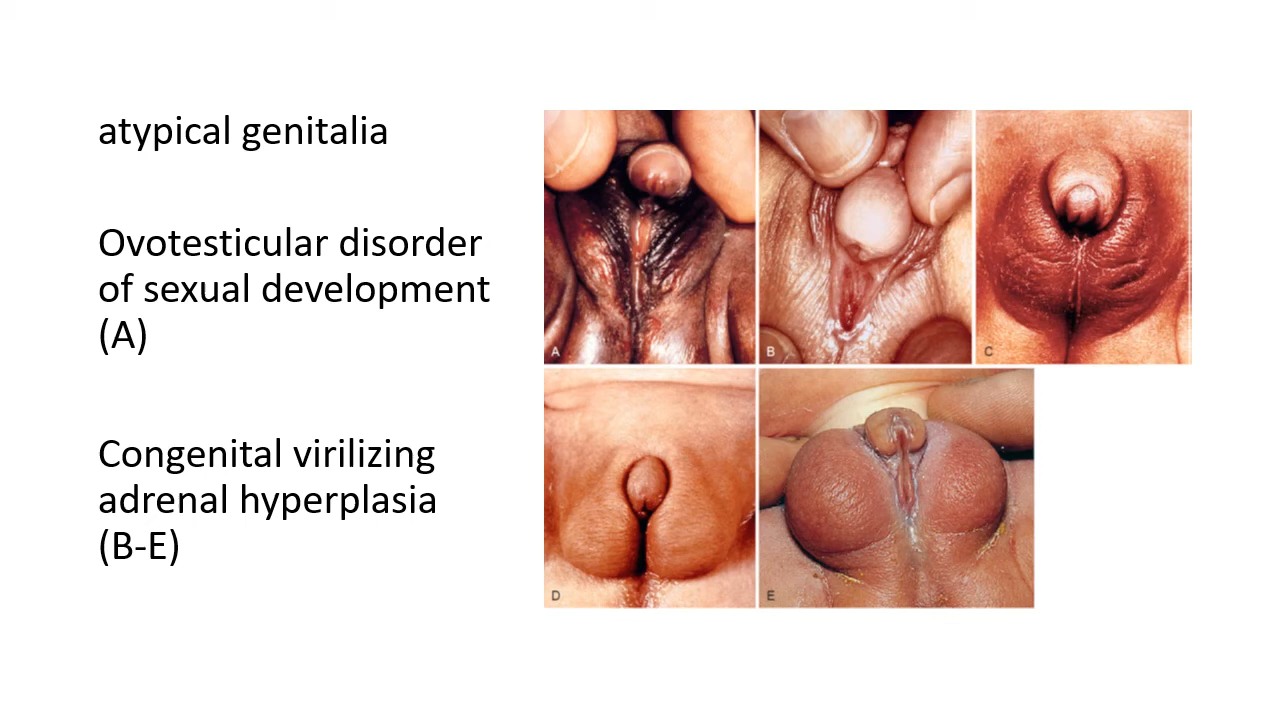 atypical genitalia
Ovotesticular disorder
of sexual development
(A)
Congenital virilizing
adrenal hyperplasia
(B-E)
A
B
C
D
E